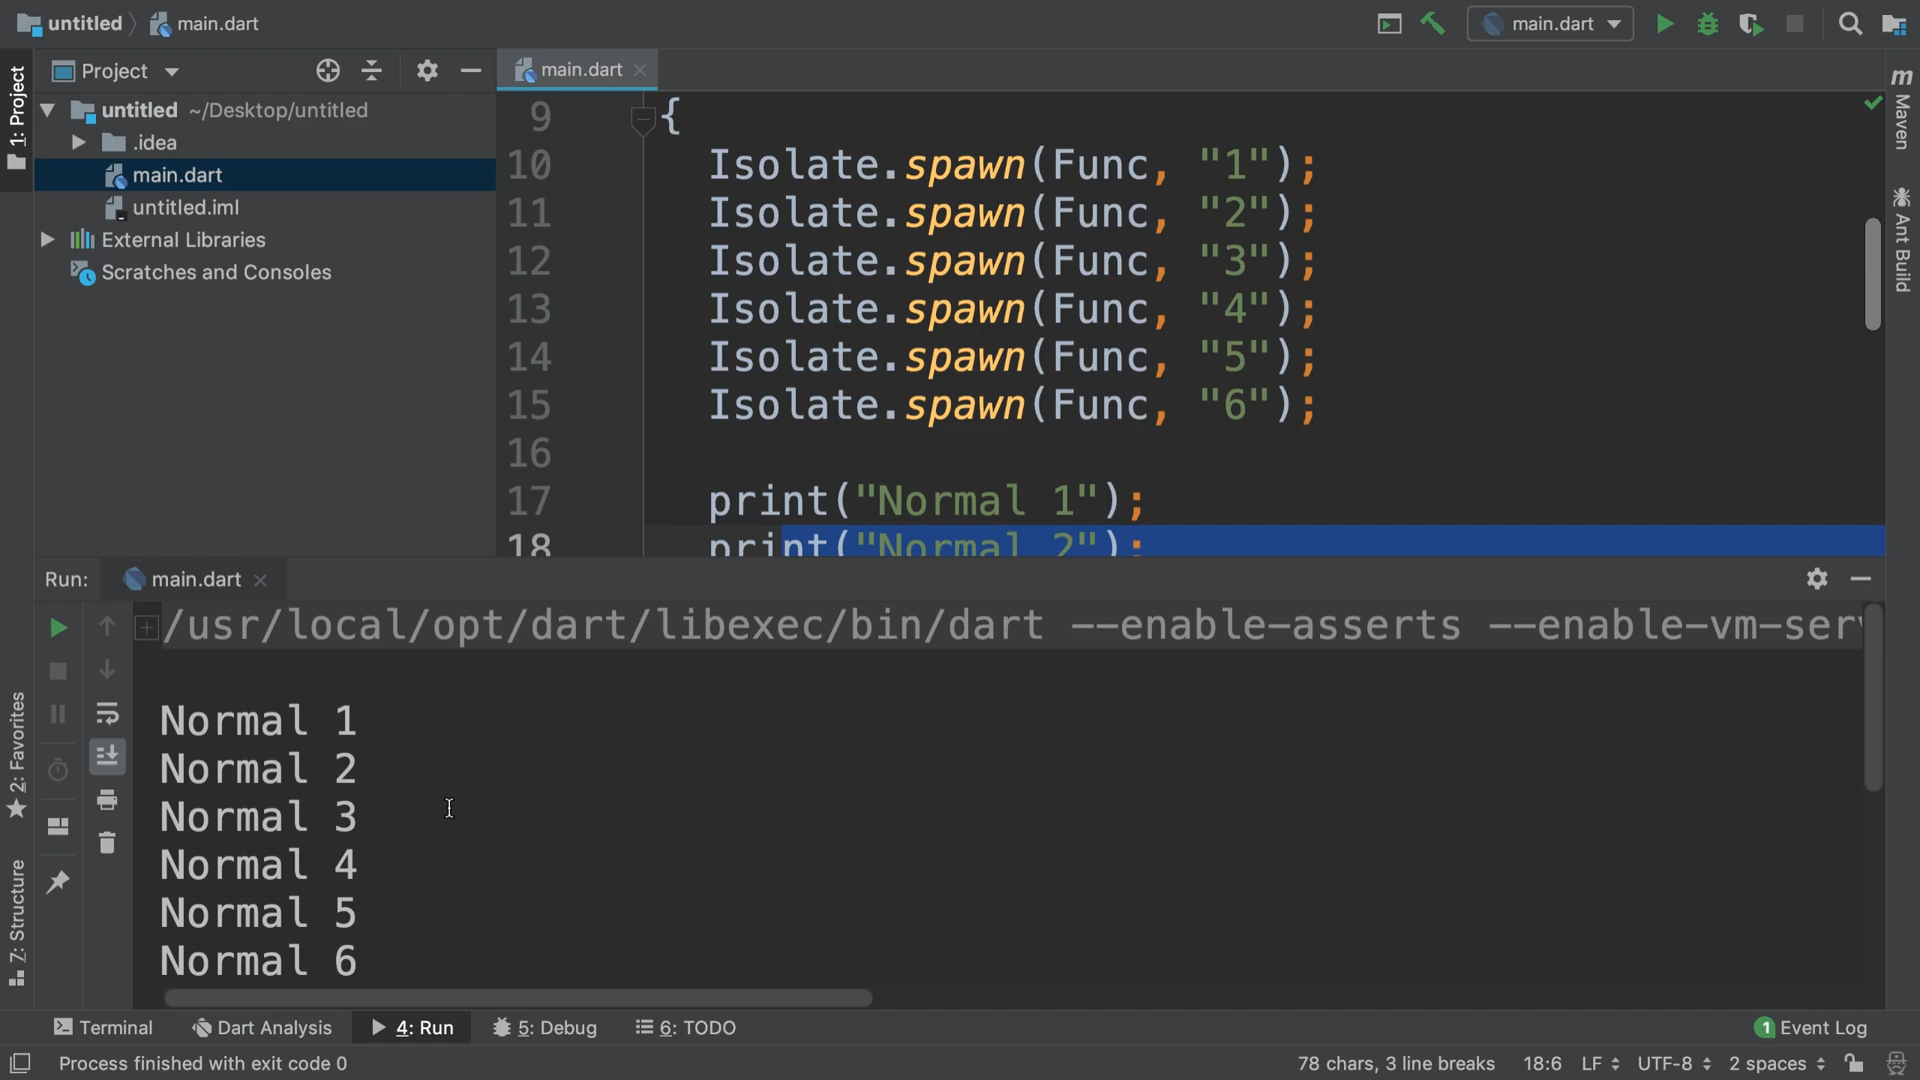 untitled main.dart
main.dart
1: Project
Project
main.dart
untitled ~/Desktop/untitled
.idea
main.dart
untitled.iml
External Libraries
Scratches and Consoles
9 {
10 Isolate.spawn(Func, "1");
11 Isolate.spawn(Func, "2");
12 Isolate.spawn(Func, "3");
13 Isolate.spawn(Func, "4");
14 Isolate.spawn(Func, "5");
15 Isolate.spawn(Func, "6");
16
17 print("Normal 1");
18 print("Normal 2");
m Maven
Ant Build
Run: main.dart
/usr/local/opt/dart/libexec/bin/dart --enable-asserts --enable-vm-serv
Normal 1
Normal 2
Normal 3
Normal 4
Normal 5
Normal 6
2: Favorites
7: Structure
Terminal Dart Analysis 4: Run 5: Debug 6: TODO 1 Event Log
Process finished with exit code 0 78 chars, 3 line breaks 18:6 LF UTF-8 2 spaces